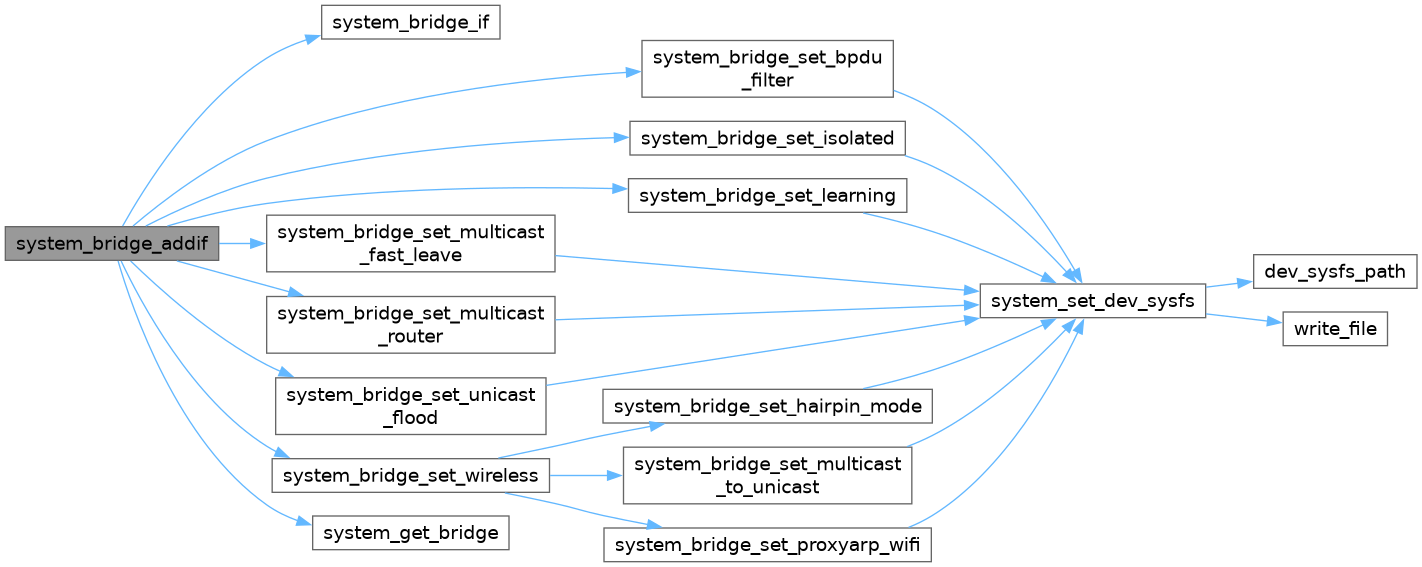 system_bridge_if
system_bridge_set_bpdu
_filter
system_bridge_set_isolated
system_bridge_set_learning
system_bridge_addif
system_bridge_set_multicast
_fast_leave
system_bridge_set_multicast
_router
system_bridge_set_unicast
_flood
system_bridge_set_wireless
system_get_bridge
system_bridge_set_hairpin_mode
system_bridge_set_multicast
_to_unicast
system_bridge_set_proxyarp_wifi
system_set_dev_sysfs
dev_sysfs_path
write_file